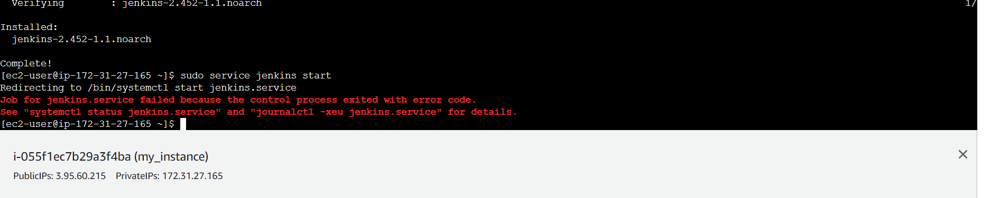 Verifying : jenkins-2.452-1.1.noarch 1/
Installed:
jenkins-2.452-1.1.noarch
Complete!
[ec2-user@ip-172-31-27-165 ~]$ sudo service jenkins start
Redirecting to /bin/systemctl start jenkins.service
Job for jenkins.service failed because the control process exited with error code.
See "systemctl status jenkins.service" and "journalctl -xeu jenkins.service" for details.
[ec2-user@ip-172-31-27-165 ~]$
i-055f1ec7b29a3f4ba (my_instance)
PublicIPs: 3.95.60.215 PrivateIPs: 172.31.27.165